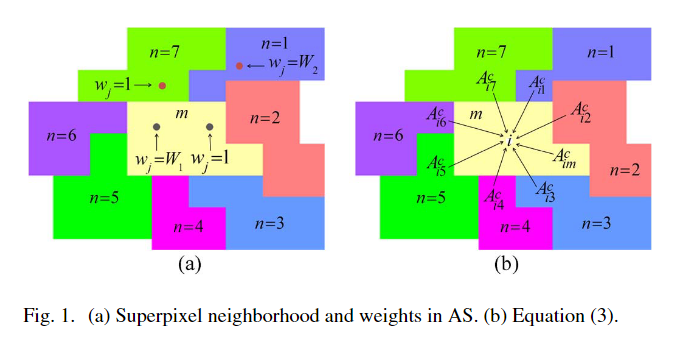 n=7
n=1
w_j=1
w_j=W_2
m
n=2
n=6
w_j=W_1
w_j=1
n=5
n=4
n=3
(a)
n=7
n=1
A^c_{i7}
A^c_{i1}
A^c_{i6}
m
A^c_{i2}
n=6
i
A^c_{i5}
A^c_{im}
n=2
n=5
A^c_{i4}
A^c_{i3}
n=4
n=3
(b)
Fig. 1. (a) Superpixel neighborhood and weights in AS. (b) Equation (3).